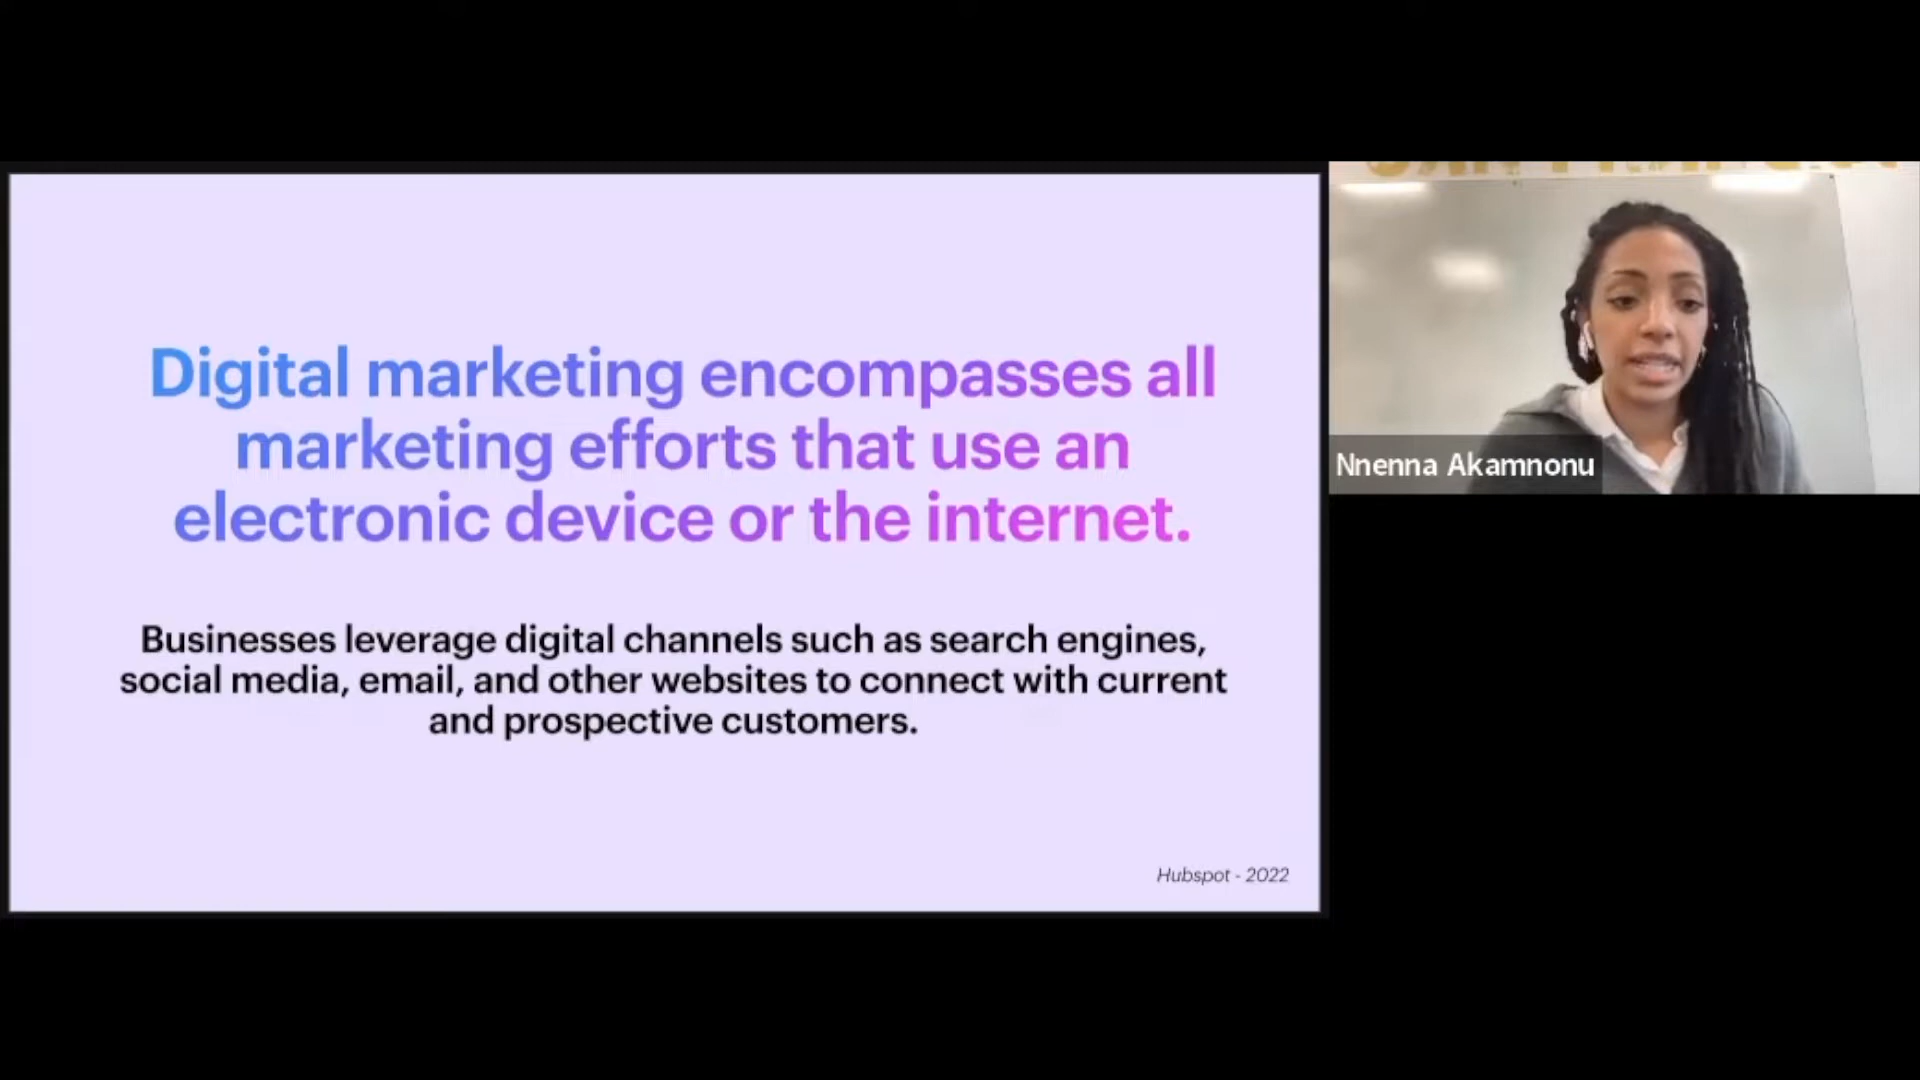 Digital marketing encompasses all
marketing efforts that use an
electronic device or the internet.
Businesses leverage digital channels such as search engines,
social media, email, and other websites to connect with current
and prospective customers.
Hubspot - 2022
Nnenna Akamnonu